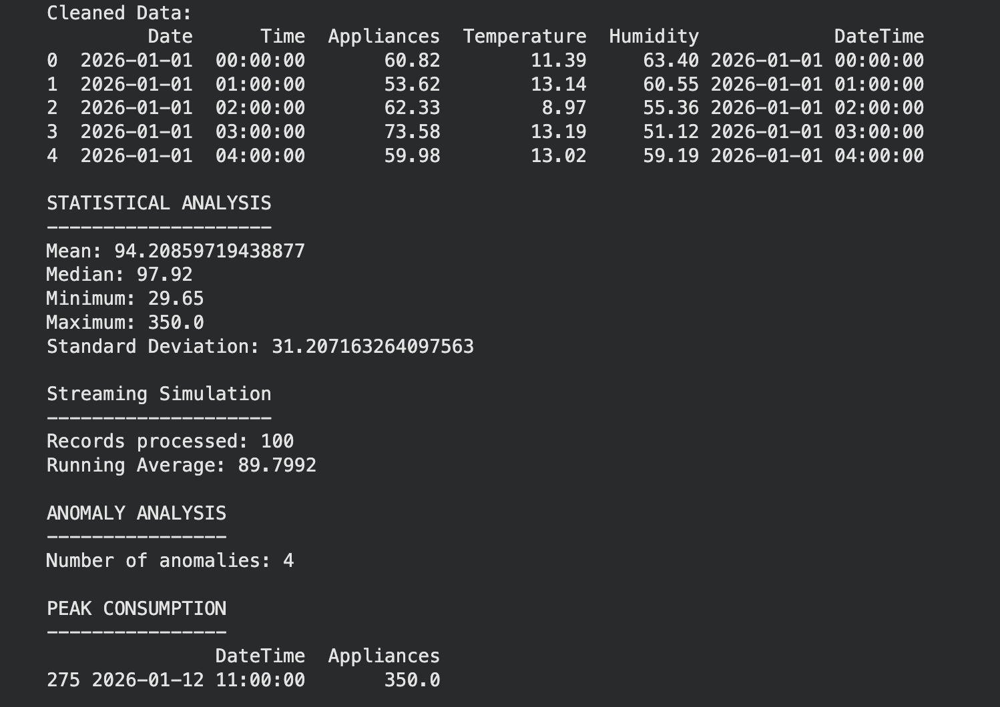 Cleaned Data:
         Date      Time  Appliances  Temperature  Humidity            DateTime
0  2026-01-01  00:00:00       60.82        11.39     63.40 2026-01-01 00:00:00
1  2026-01-01  01:00:00       53.62        13.14     60.55 2026-01-01 01:00:00
2  2026-01-01  02:00:00       62.33         8.97     55.36 2026-01-01 02:00:00
3  2026-01-01  03:00:00       73.58        13.19     51.12 2026-01-01 03:00:00
4  2026-01-01  04:00:00       59.98        13.02     59.19 2026-01-01 04:00:00

STATISTICAL ANALYSIS
--------------------
Mean: 94.20859719438877
Median: 97.92
Minimum: 29.65
Maximum: 350.0
Standard Deviation: 31.207163264097563

Streaming Simulation
--------------------
Records processed: 100
Running Average: 89.7992

ANOMALY ANALYSIS
----------------
Number of anomalies: 4

PEAK CONSUMPTION
----------------
               DateTime  Appliances
275 2026-01-12 11:00:00       350.0